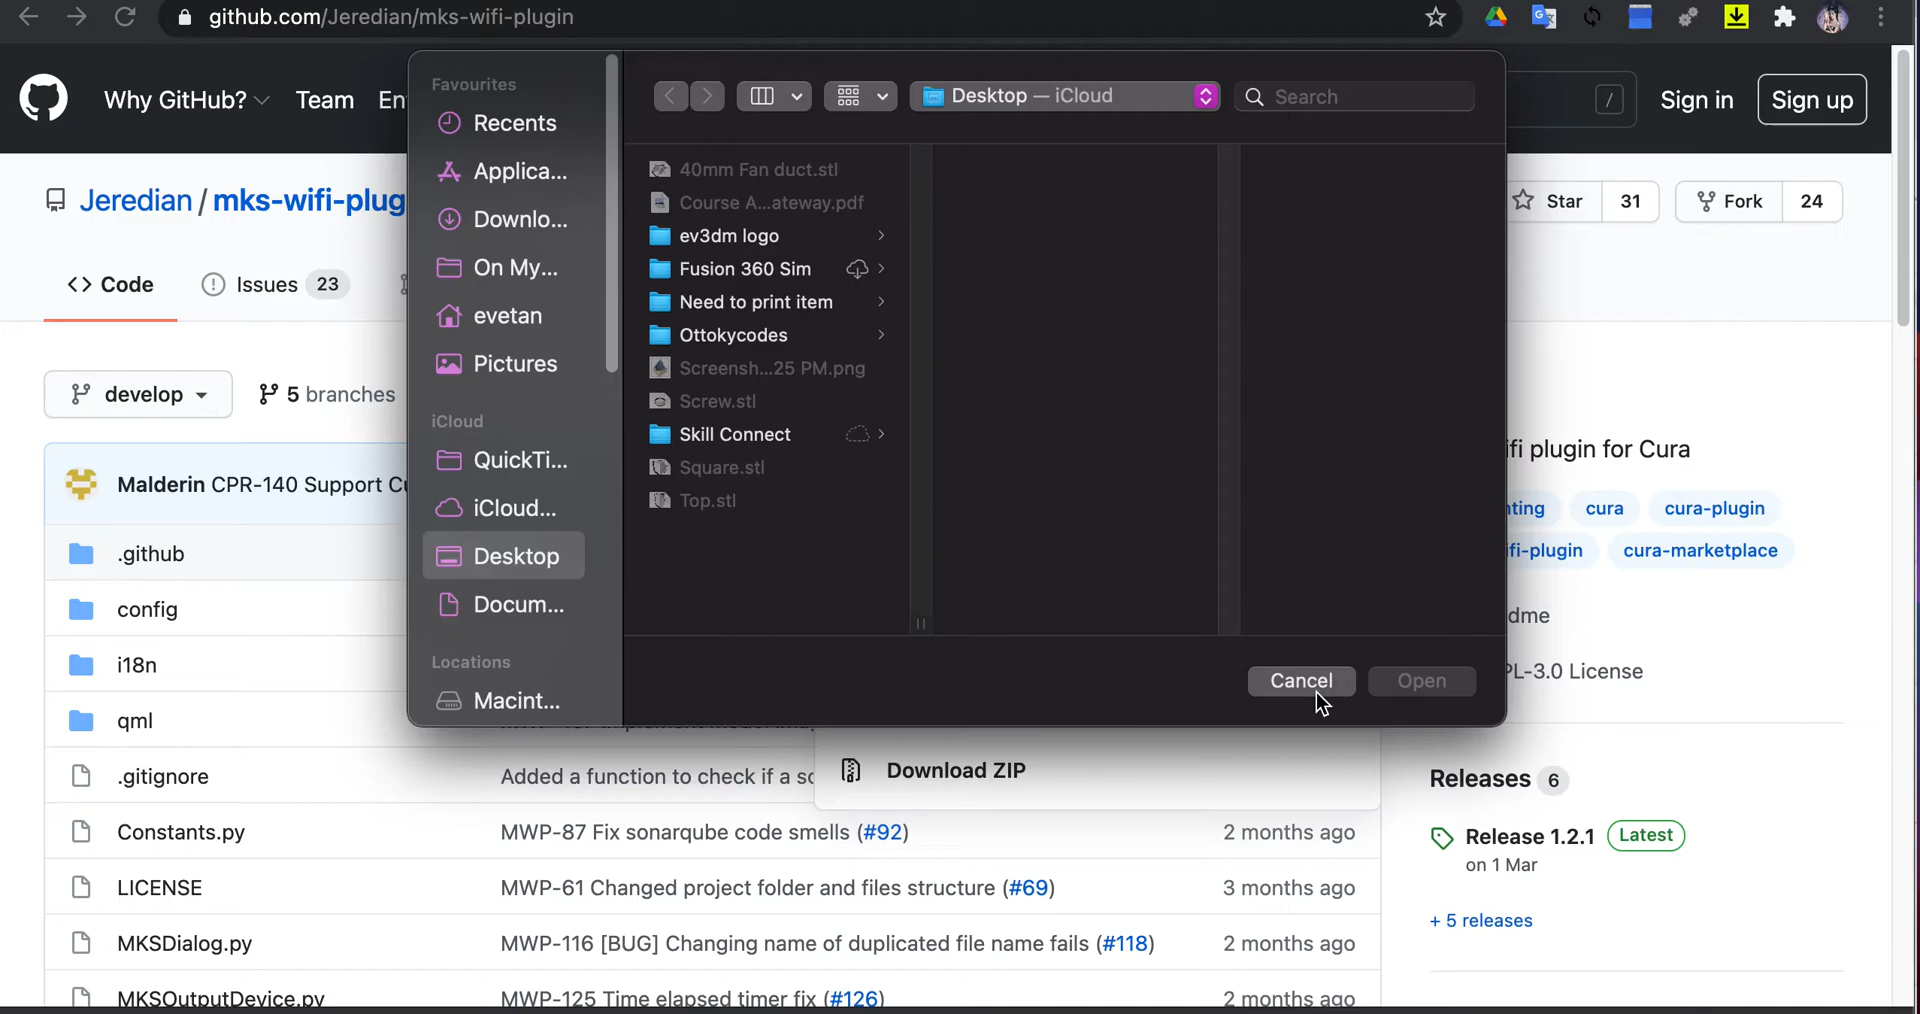 github.com/Jeredian/mks-wifi-plugin
Why GitHub?
Team
En
/
Sign in
Sign up
Jeredian / mks-wifi-plug
Star
31
Fork
24
Code
Issues 23
develop
5 branches
Malderin CPR-140 Support Cu
.github
config
i18n
qml
.gitignore
Added a function to check if a sc
Constants.py
MWP-87 Fix sonarqube code smells (#92)
2 months ago
LICENSE
MWP-61 Changed project folder and files structure (#69)
3 months ago
MKSDialog.py
MWP-116 [BUG] Changing name of duplicated file name fails (#118)
2 months ago
MKSOutputDevice.py
MWP-125 Time elapsed timer fix (#126)
2 months ago
Favourites
Recents
Applica...
Downlo...
On My...
evetan
Pictures
iCloud
QuickTi...
iCloud...
Desktop
Docum...
Locations
Macint...
Desktop — iCloud
Search
40mm Fan duct.stl
Course A...ateway.pdf
ev3dm logo
Fusion 360 Sim
Need to print item
Ottokycodes
Screensh...25 PM.png
Screw.stl
Skill Connect
Square.stl
Top.stl
Cancel
Open
Download ZIP
ifi plugin for Cura
nting
cura
cura-plugin
ifi-plugin
cura-marketplace
dme
PL-3.0 License
Releases 6
Release 1.2.1
Latest
on 1 Mar
+ 5 releases